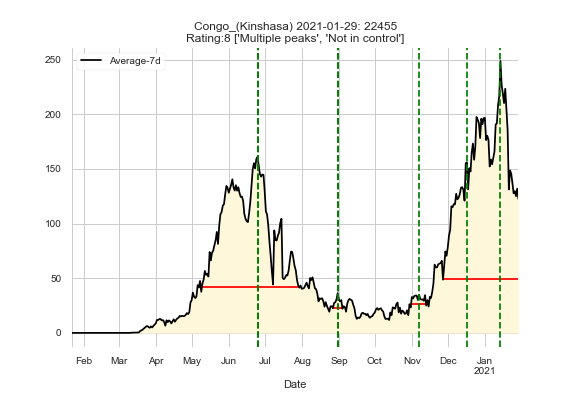 Congo_(Kinshasa) 2021-01-29: 22455
Rating:8 ['Multiple peaks', 'Not in control']
Average-7d
250
200
150
100
50
0
Feb Mar Apr May Jun Jul Aug Sep Oct Nov Dec Jan
2021
Date